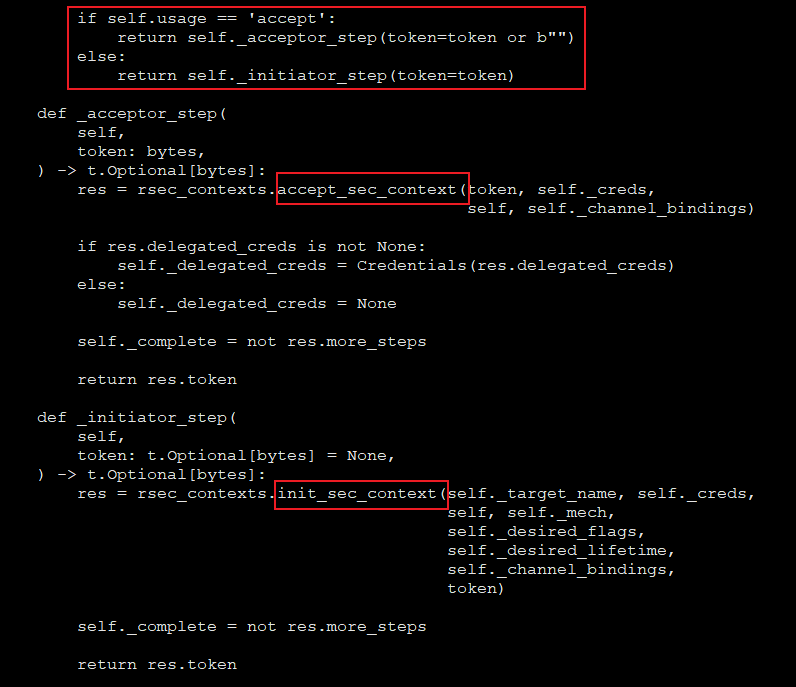 if self.usage == 'accept':
    return self._acceptor_step(token=token or b"")
else:
    return self._initiator_step(token=token)
def _acceptor_step(
    self,
    token: bytes,
) -> t.Optional[bytes]:
    res = rsec_contexts.accept_sec_context(token, self._creds,
                                           self, self._channel_bindings)
    if res.delegated_creds is not None:
        self._delegated_creds = Credentials(res.delegated_creds)
    else:
        self._delegated_creds = None
    self._complete = not res.more_steps
    return res.token
def _initiator_step(
    self,
    token: t.Optional[bytes] = None,
) -> t.Optional[bytes]:
    res = rsec_contexts.init_sec_context(self._target_name, self._creds,
                                         self, self._mech,
                                         self._desired_flags,
                                         self._desired_lifetime,
                                         self._channel_bindings,
                                         token)
    self._complete = not res.more_steps
    return res.token